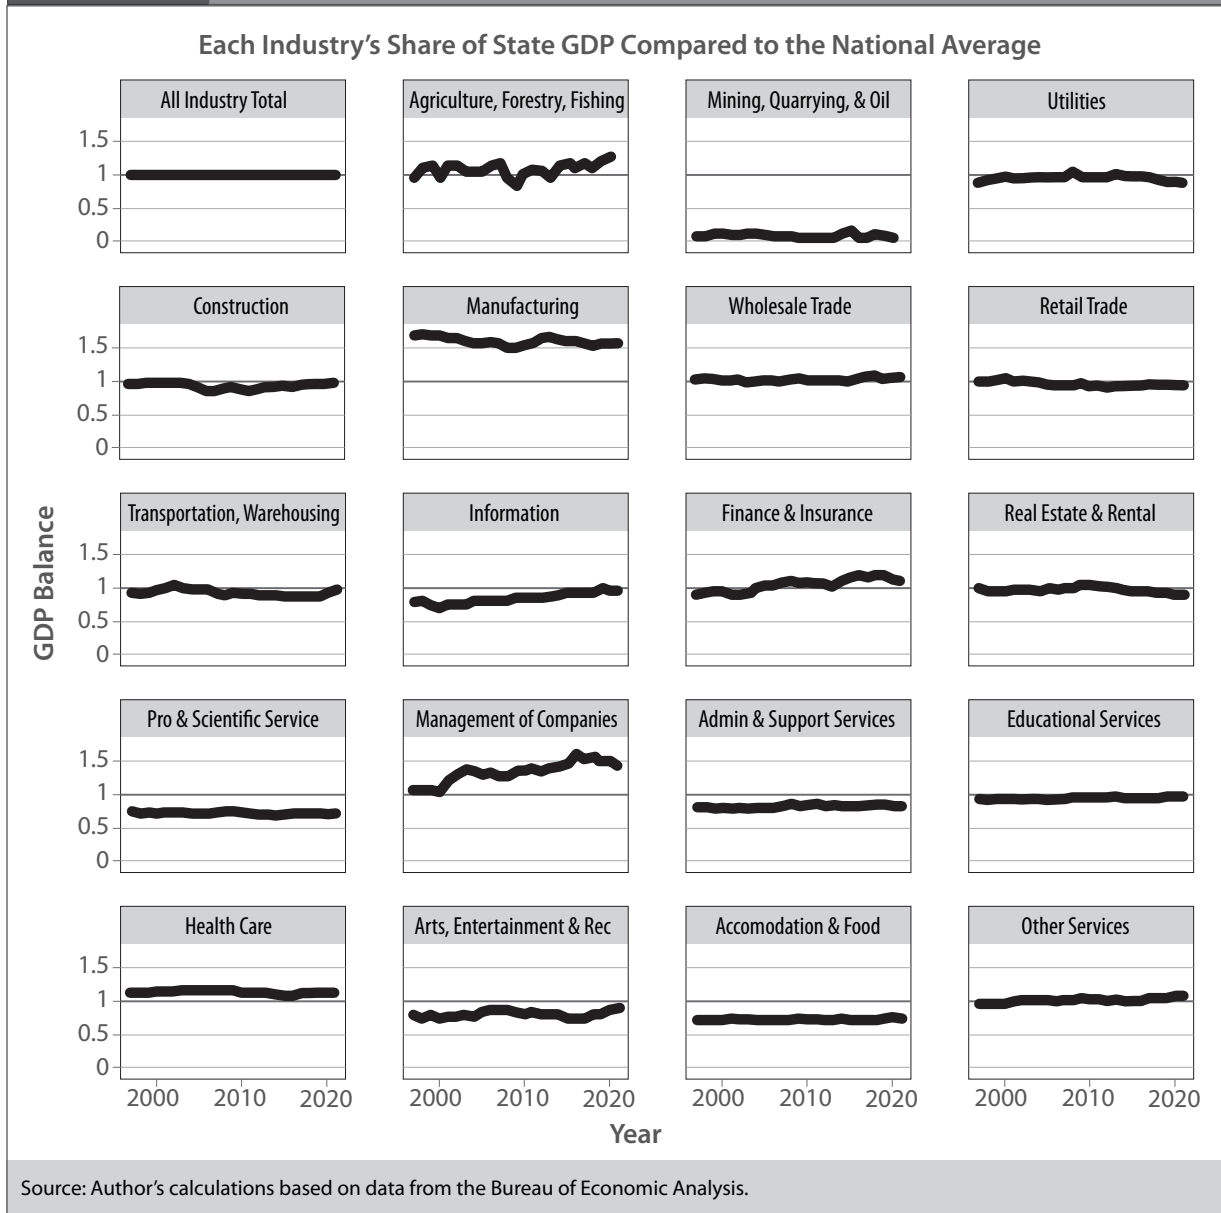 Each Industry’s Share of State GDP Compared to the National Average
All Industry Total
Agriculture, Forestry, Fishing
Mining, Quarrying, & Oil
Utilities
1.5
1
0.5
0
Construction
Manufacturing
Wholesale Trade
Retail Trade
1.5
1
0.5
0
Transportation, Warehousing
Information
Finance & Insurance
Real Estate & Rental
1.5
1
0.5
0
GDP Balance
Pro & Scientific Service
Management of Companies
Admin & Support Services
Educational Services
1.5
1
0.5
0
Health Care
Arts, Entertainment & Rec
Accomodation & Food
Other Services
1.5
1
0.5
0
2000 2010 2020 2000 2010 2020 2000 2010 2020 2000 2010 2020
Year
Source: Author’s calculations based on data from the Bureau of Economic Analysis.